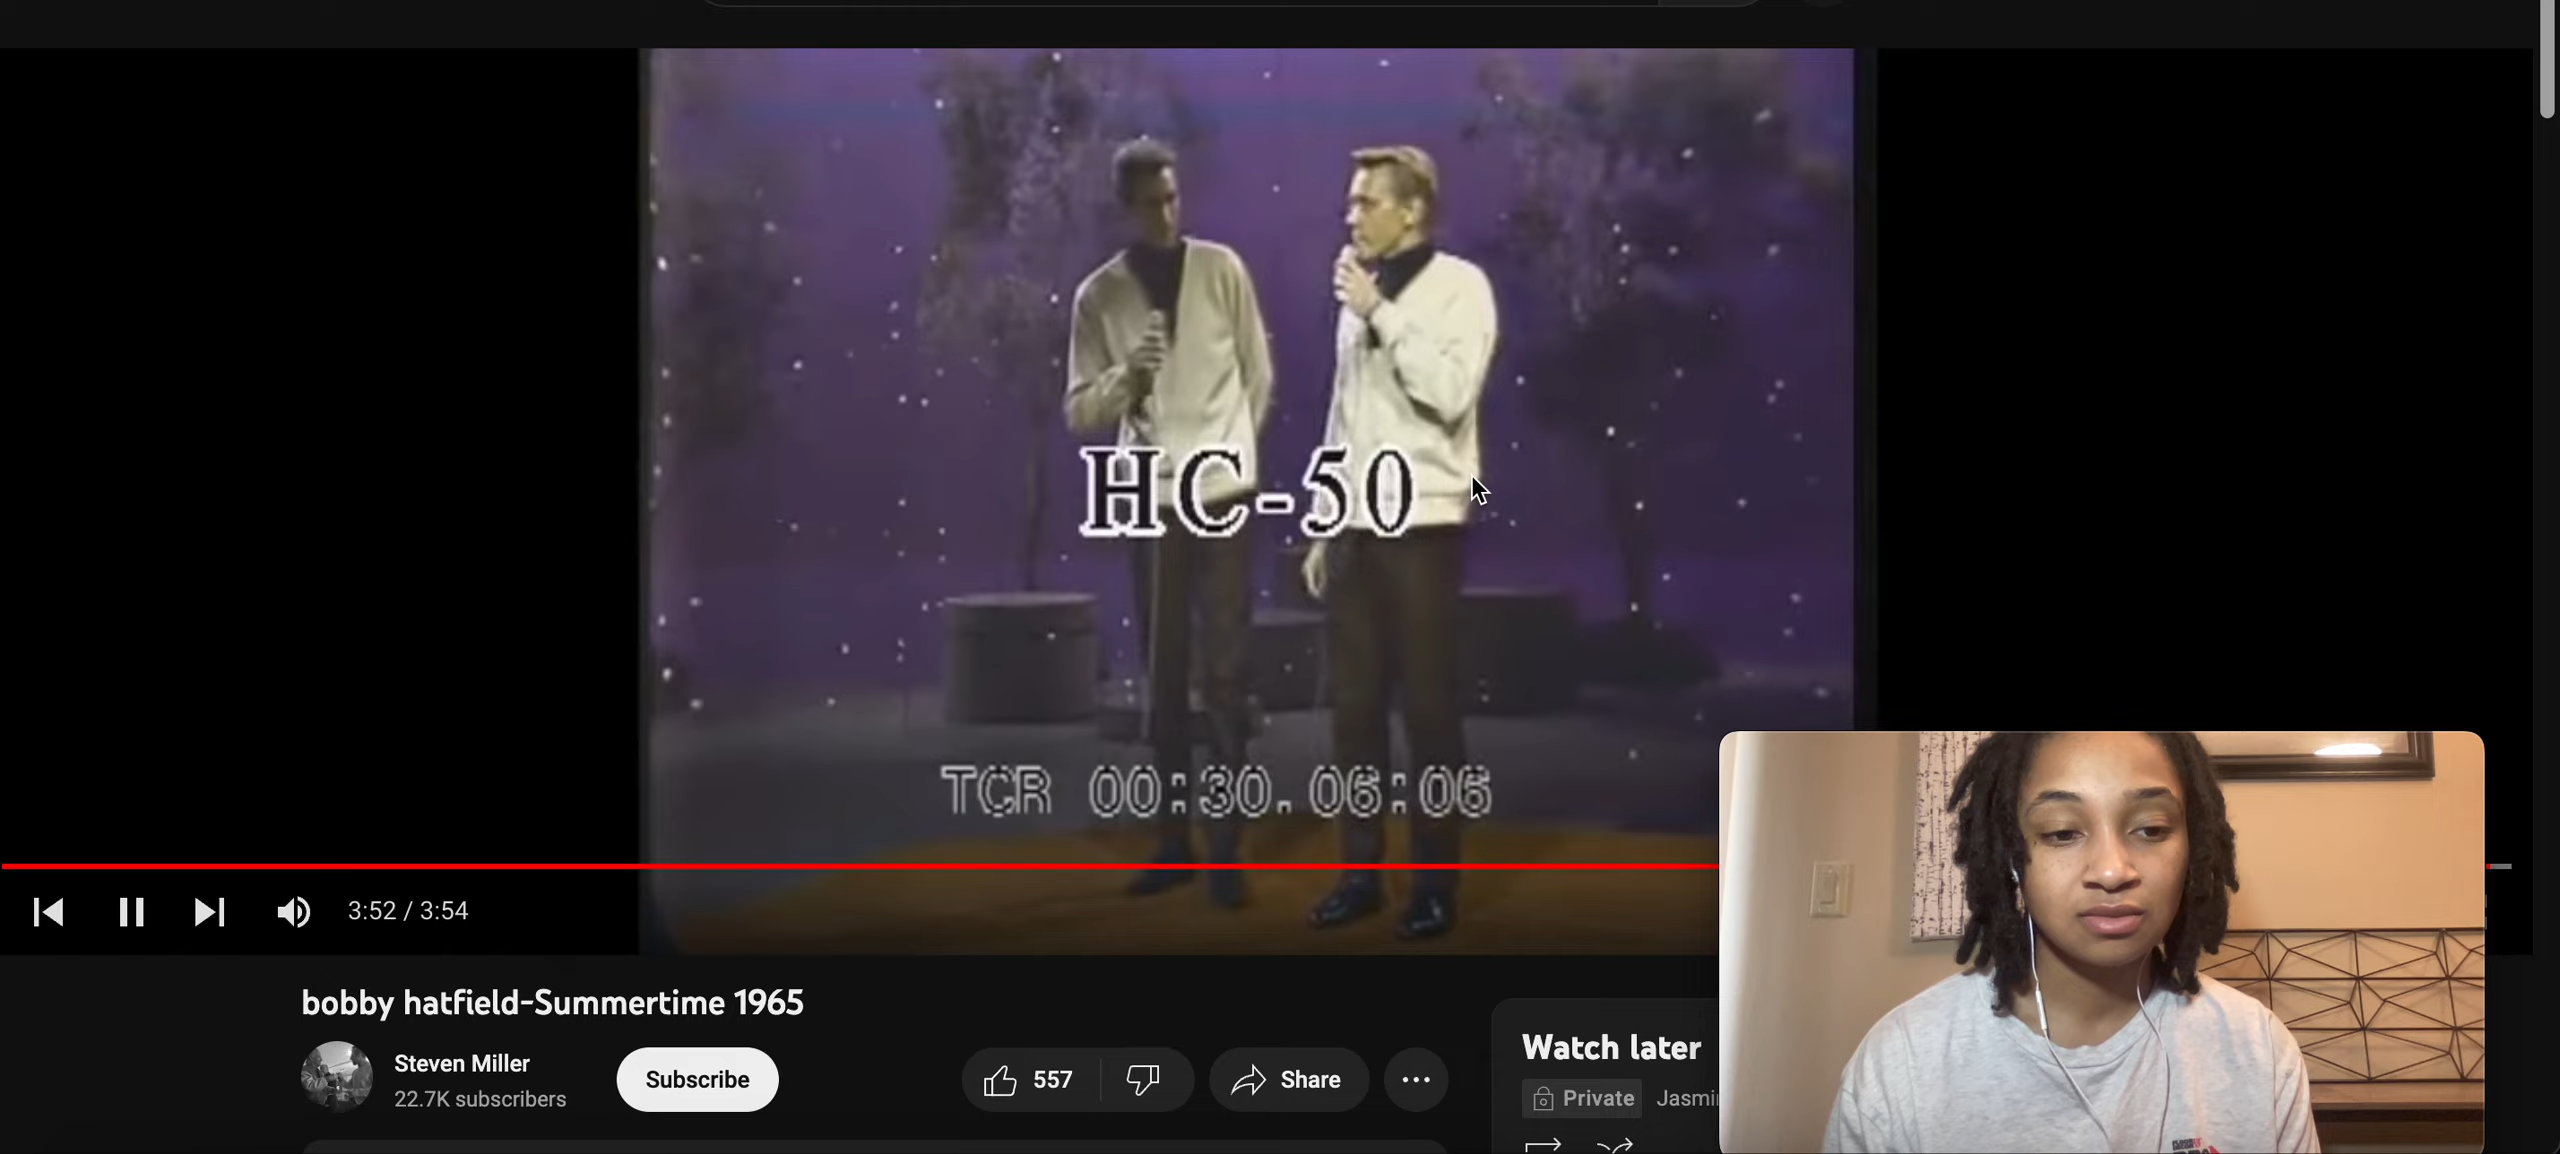 HC-50
TCR 00:30.06:06
3:52 / 3:54
bobby hatfield-Summertime 1965
Steven Miller
22.7K subscribers
Subscribe
557
Share
Watch later
Private